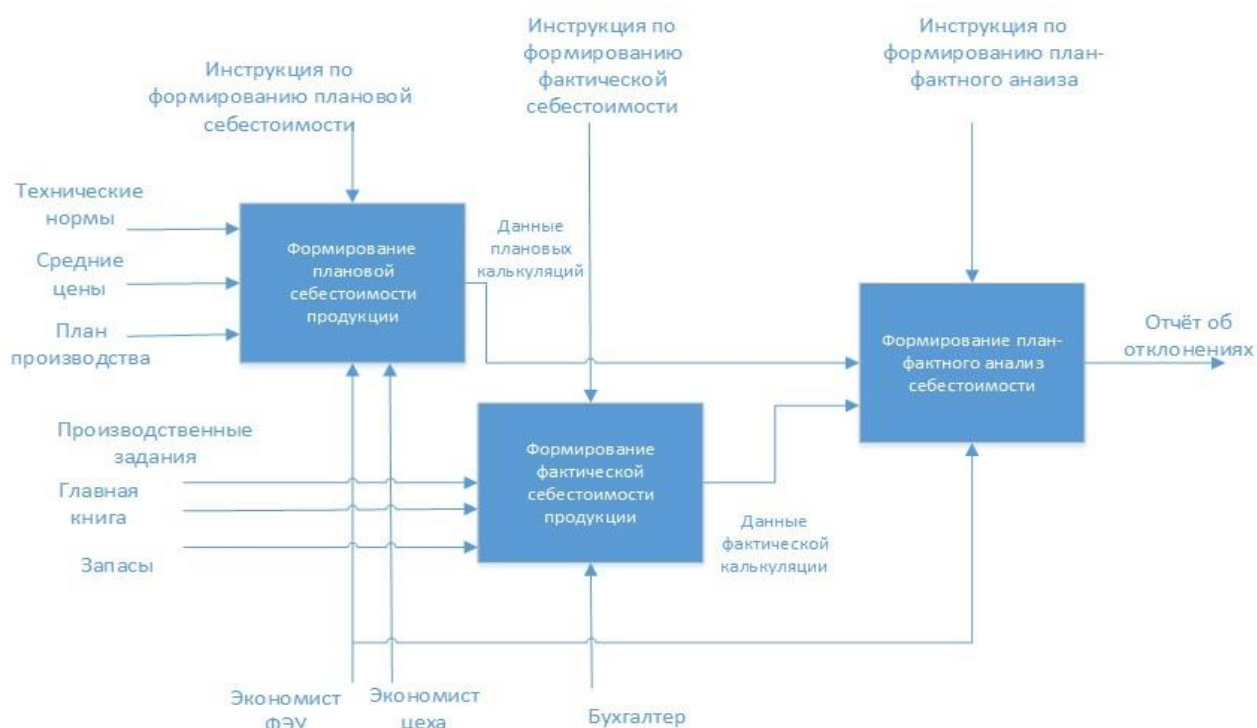 Инструкция по
формированию плановой
себестоимости
Инструкция по
формированию
фактической
себестоимости
Инструкция по
формированию план-
фактного анаиза
Технические
нормы
Средние
цены
План
производства
Формирование
плановой
себестоимости
продукции
Данные
плановых
калькуляций
Формирование план-
фактного анализ
себестоимости
Отчёт об
отклонениях
Производственные
задания
Главная
книга
Запасы
Формирование
фактической
себестоимости
продукции
Данные
фактической
калькуляции
Экономист
ФЭУ
Экономист
цеха
Бухгалтер